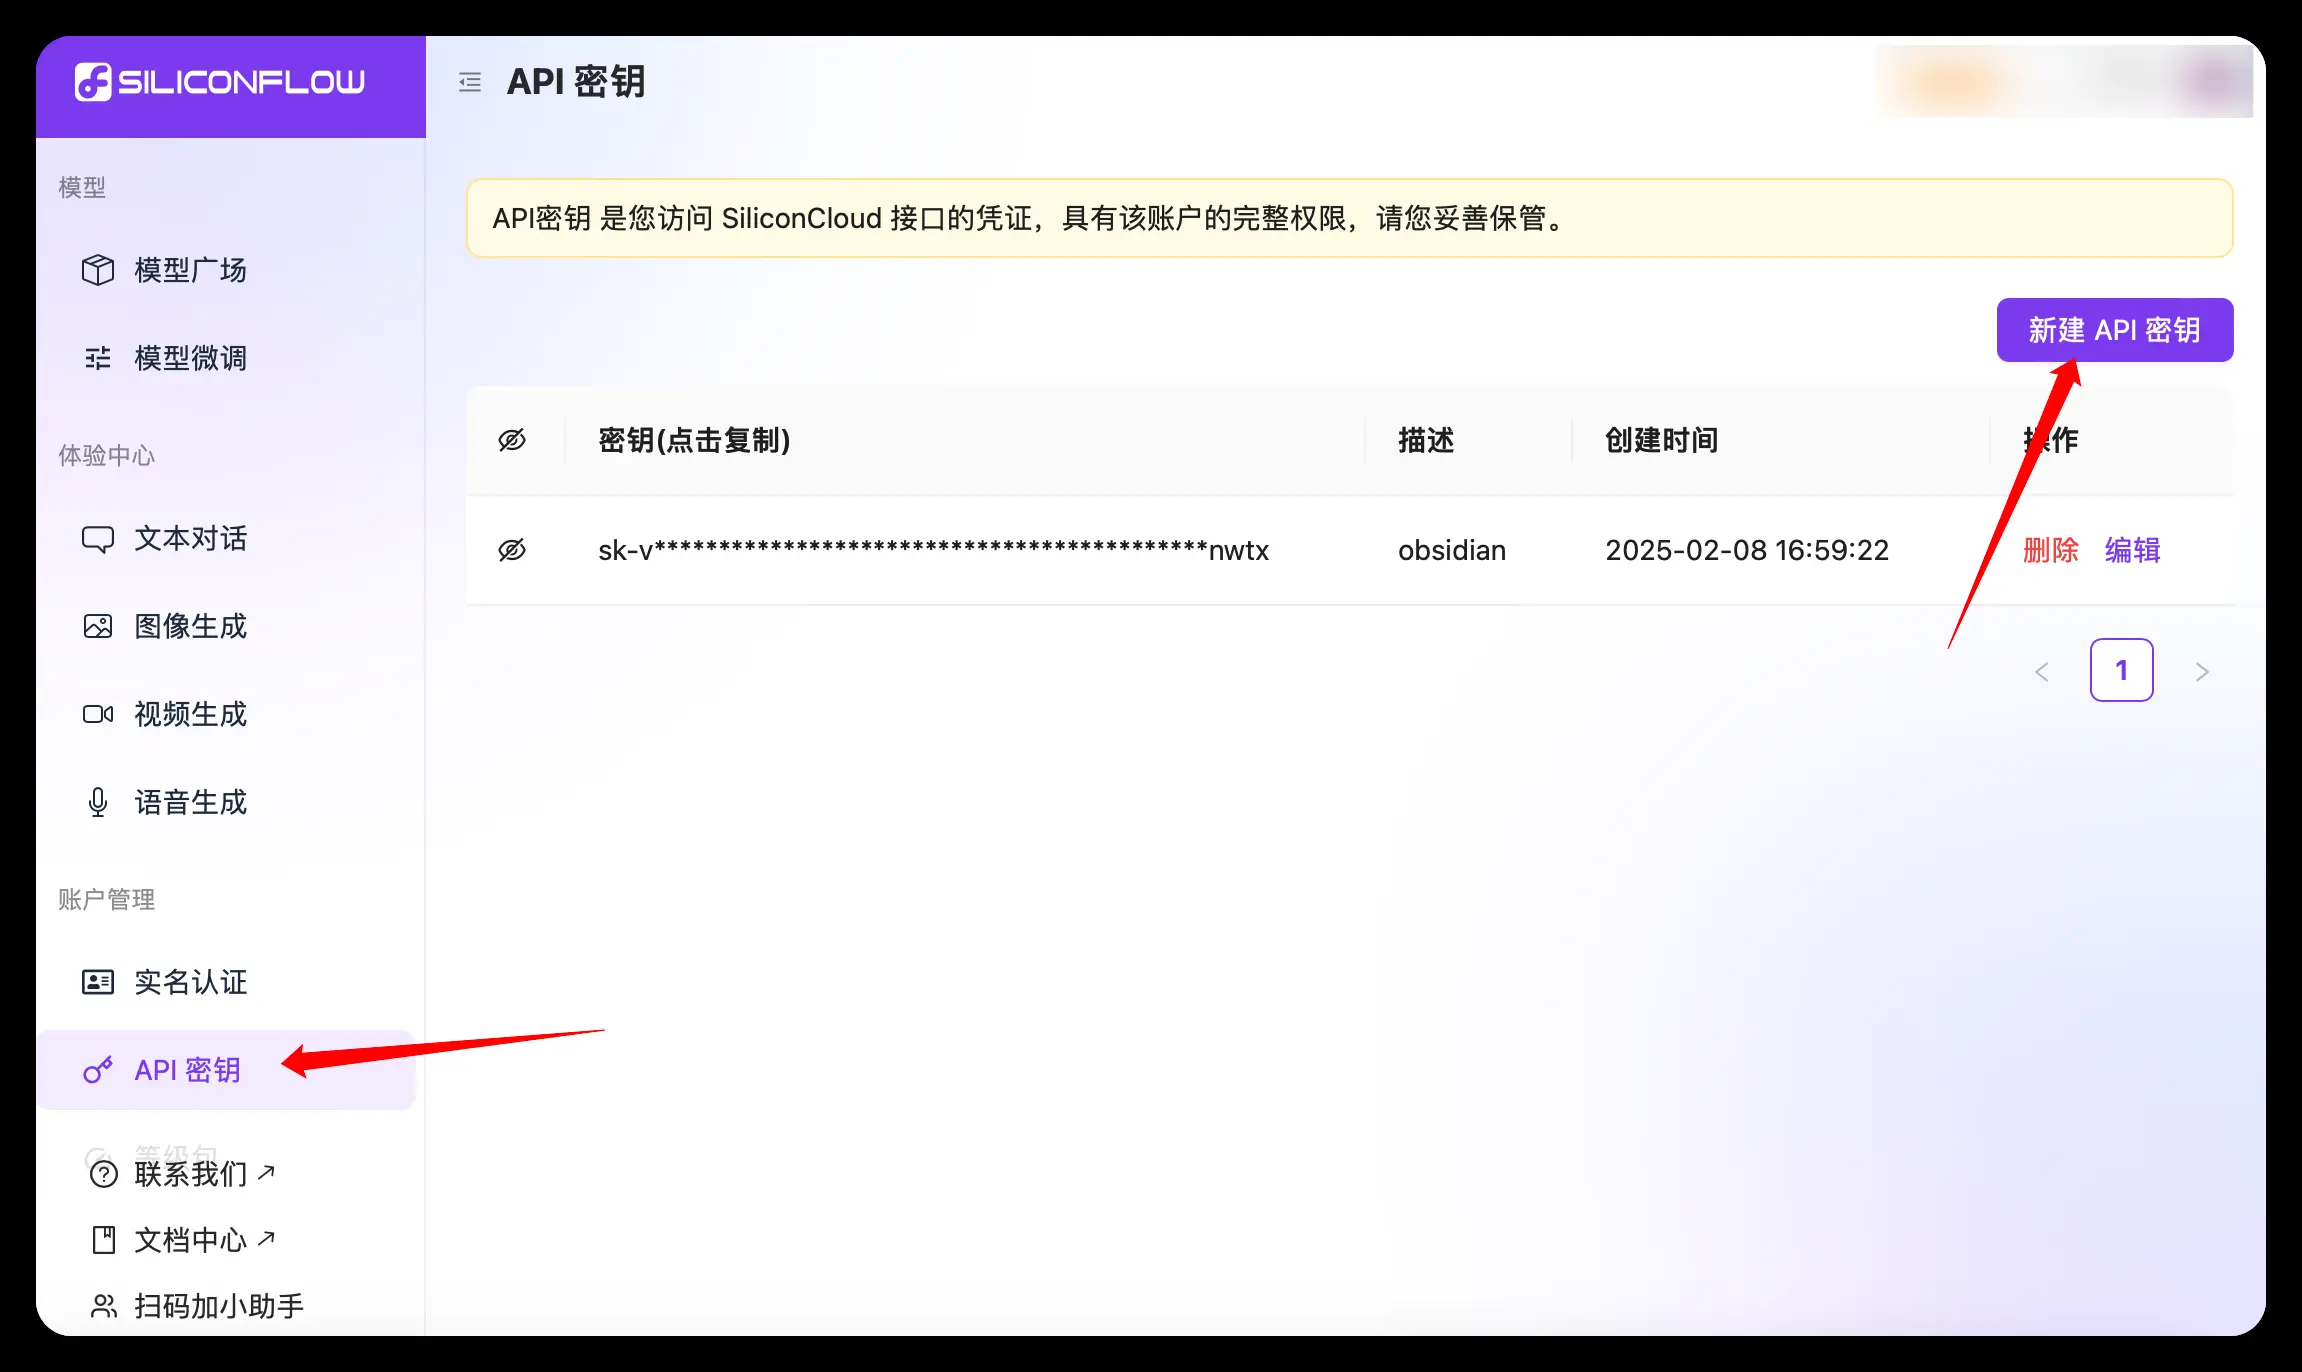 SILICONFLOW
API 密钥
模型
模型广场
模型微调
体验中心
文本对话
图像生成
视频生成
语音生成
账户管理
实名认证
API 密钥
联系我们
文档中心
扫码加小助手
API密钥 是您访问 SiliconCloud 接口的凭证，具有该账户的完整权限，请您妥善保管。
新建 API 密钥
密钥(点击复制) 描述 创建时间 操作
sk-v*******************************************nwtx obsidian 2025-02-08 16:59:22 删除 编辑
1